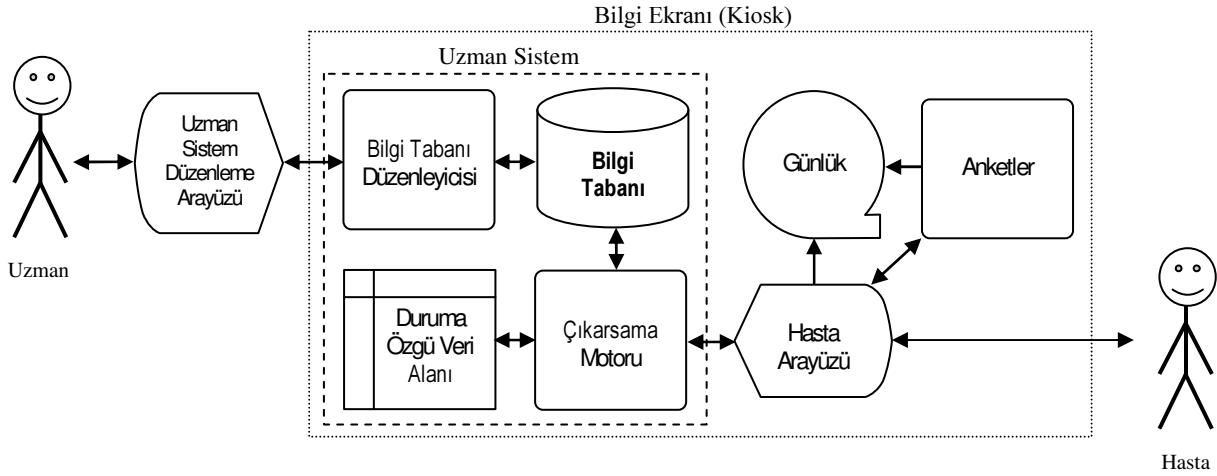 Bilgi Ekranı (Kiosk)
Uzman Sistem
Uzman
Sistem
Düzenleme
Arayüzü
Bilgi Tabanı
Düzenleyicisi
Bilgi
Tabanı
Günlük
Anketler
Uzman
Duruma
Özgü Veri
Alanı
Çıkarsama
Motoru
Hasta
Arayüzü
Hasta